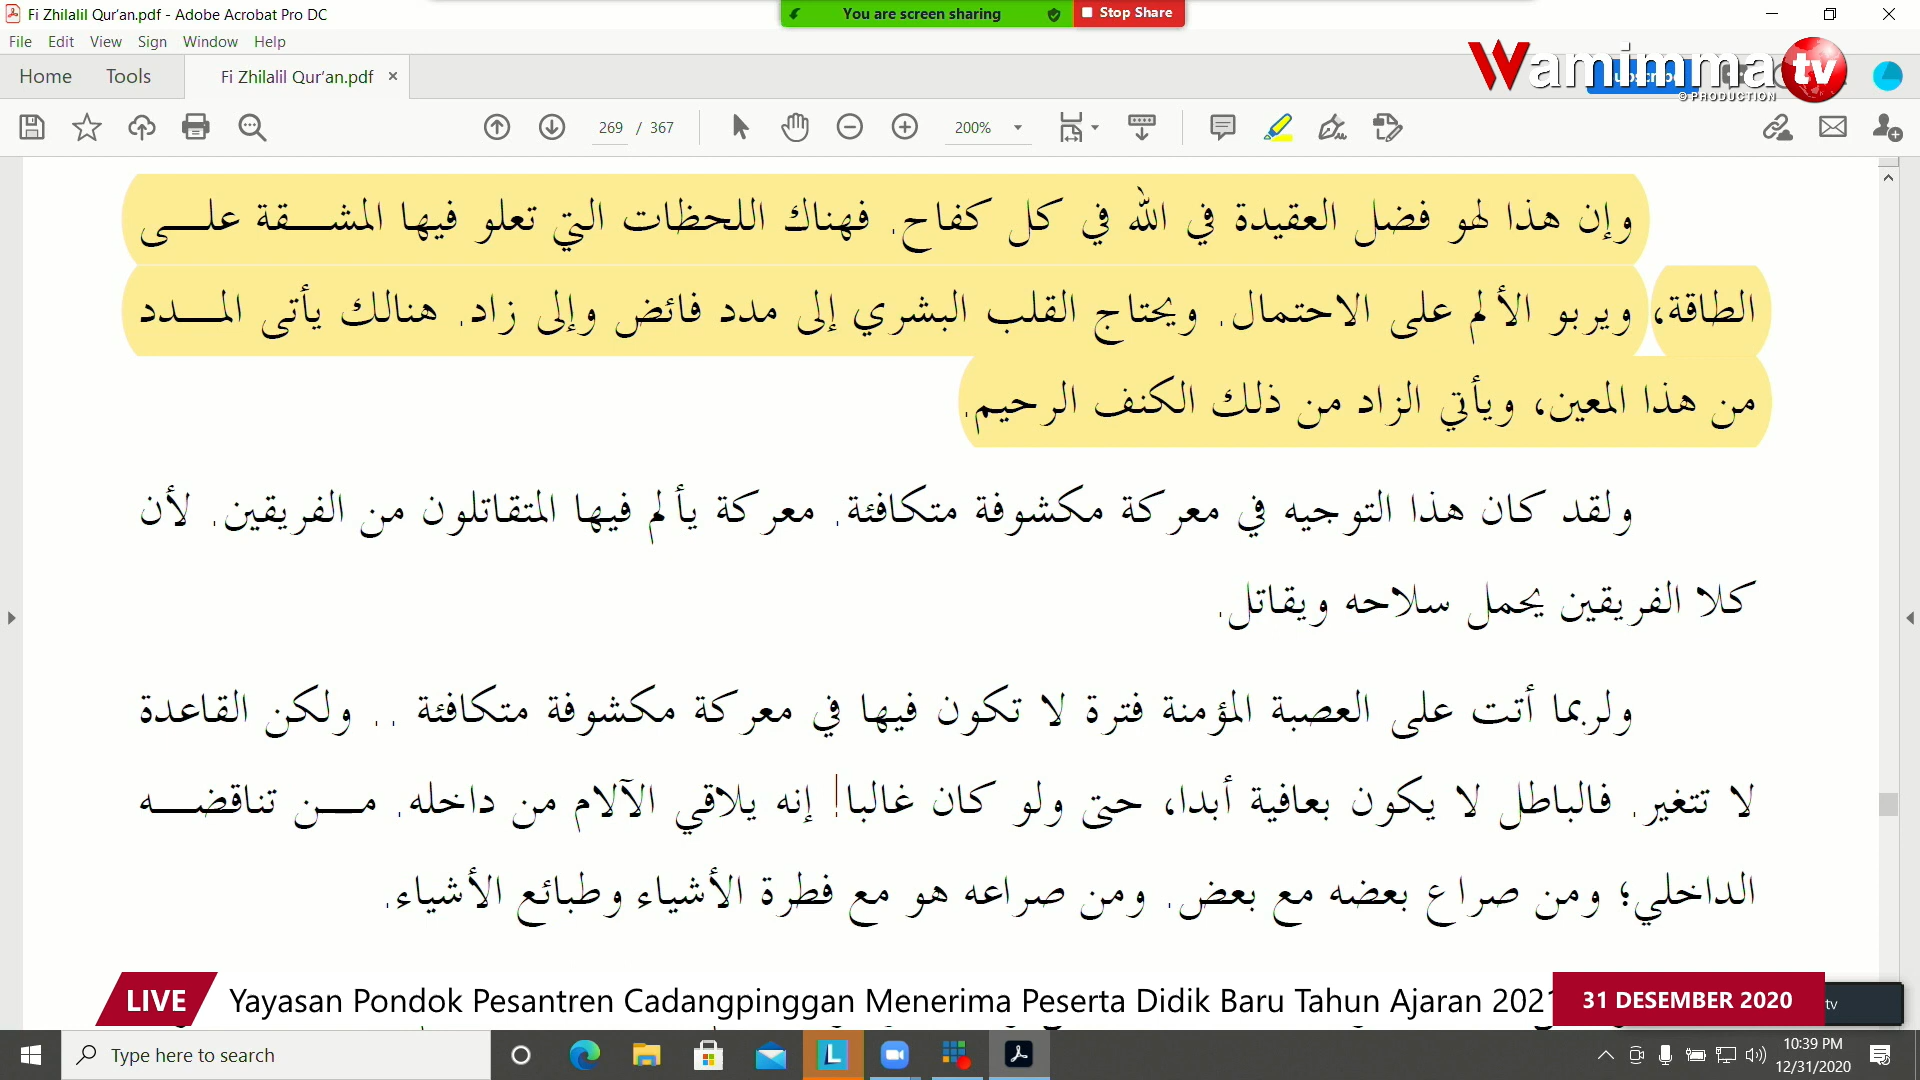 Fi Zhilalil Qur'an.pdf - Adobe Acrobat Pro DC
You are screen sharing
Stop Share
File Edit View Sign Window Help
Home Tools Fi Zhilalil Qur'an.pdf ×
Wamimma tv
© PRODUCTION
269 / 367
200%
وإن هذا لهو فضل العقيدة في الله في كل كفاح. فهناك اللحظات التي تعلو فيها المشقة على
الطاقة، ويربو الألم على الاحتمال. ويحتاج القلب البشري إلى مدد فائض وإلى زاد. هنالك يأتى المدد
من هذا المعين، ويأتي الزاد من ذلك الكنف الرحيم.
ولقد كان هذا التوجيه في معركة مكشوفة متكافئة. معركة يألم فيها المتقاتلون من الفريقين. لأن
كلا الفريقين يحمل سلاحه ويقاتل.
ولربما أتت على العصبة المؤمنة فترة لا تكون فيها في معركة مكشوفة متكافئة .. ولكن القاعدة
لا تتغير. فالباطل لا يكون بعافية أبدا، حتى ولو كان غالبا! إنه يلاقي الآلام من داخله. من تناقضه
الداخلي؛ ومن صراع بعضه مع بعض. ومن صراعه هو مع فطرة الأشياء وطبائع الأشياء.
LIVE Yayasan Pondok Pesantren Cadangpinggan Menerima Peserta Didik Baru Tahun Ajaran 2021 31 DESEMBER 2020 tv
Type here to search
10:39 PM
12/31/2020